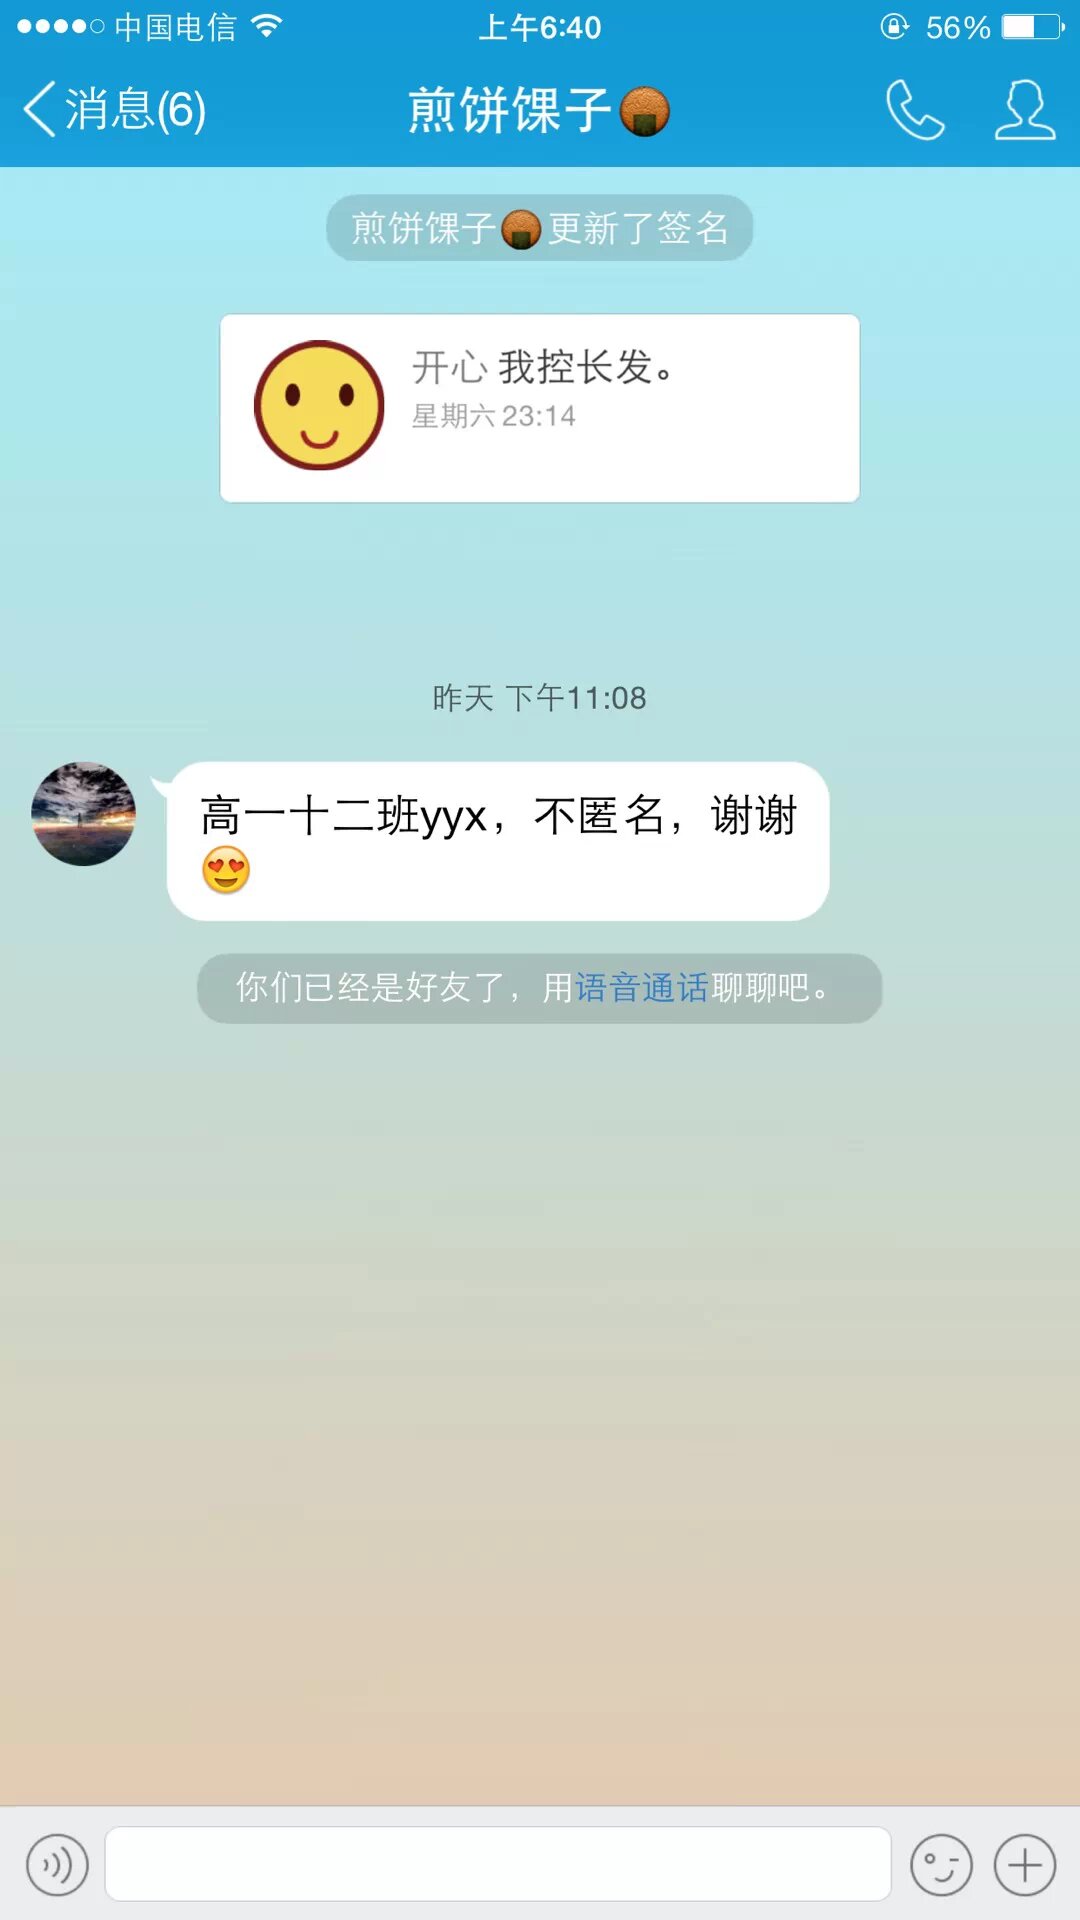 中国电信 上午6:40 56%
消息(6) 煎饼馃子🍘
煎饼馃子🍘更新了签名
开心 我控长发。
星期六 23:14
昨天 下午11:08
高一十二班yyx，不匿名，谢谢
😍
你们已经是好友了，用语音通话聊聊吧。